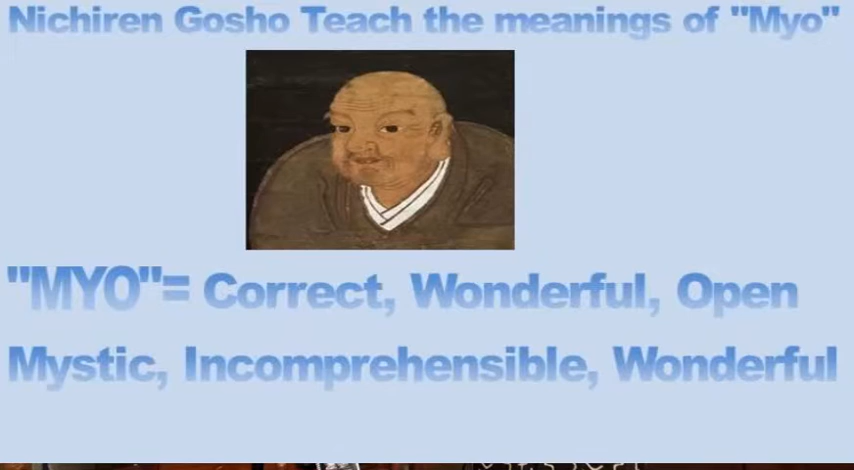 Nichiren Gosho Teach the meanings of "Myo"
"MYO"= Correct, Wonderful, Open
Mystic, Incomprehensible, Wonderful